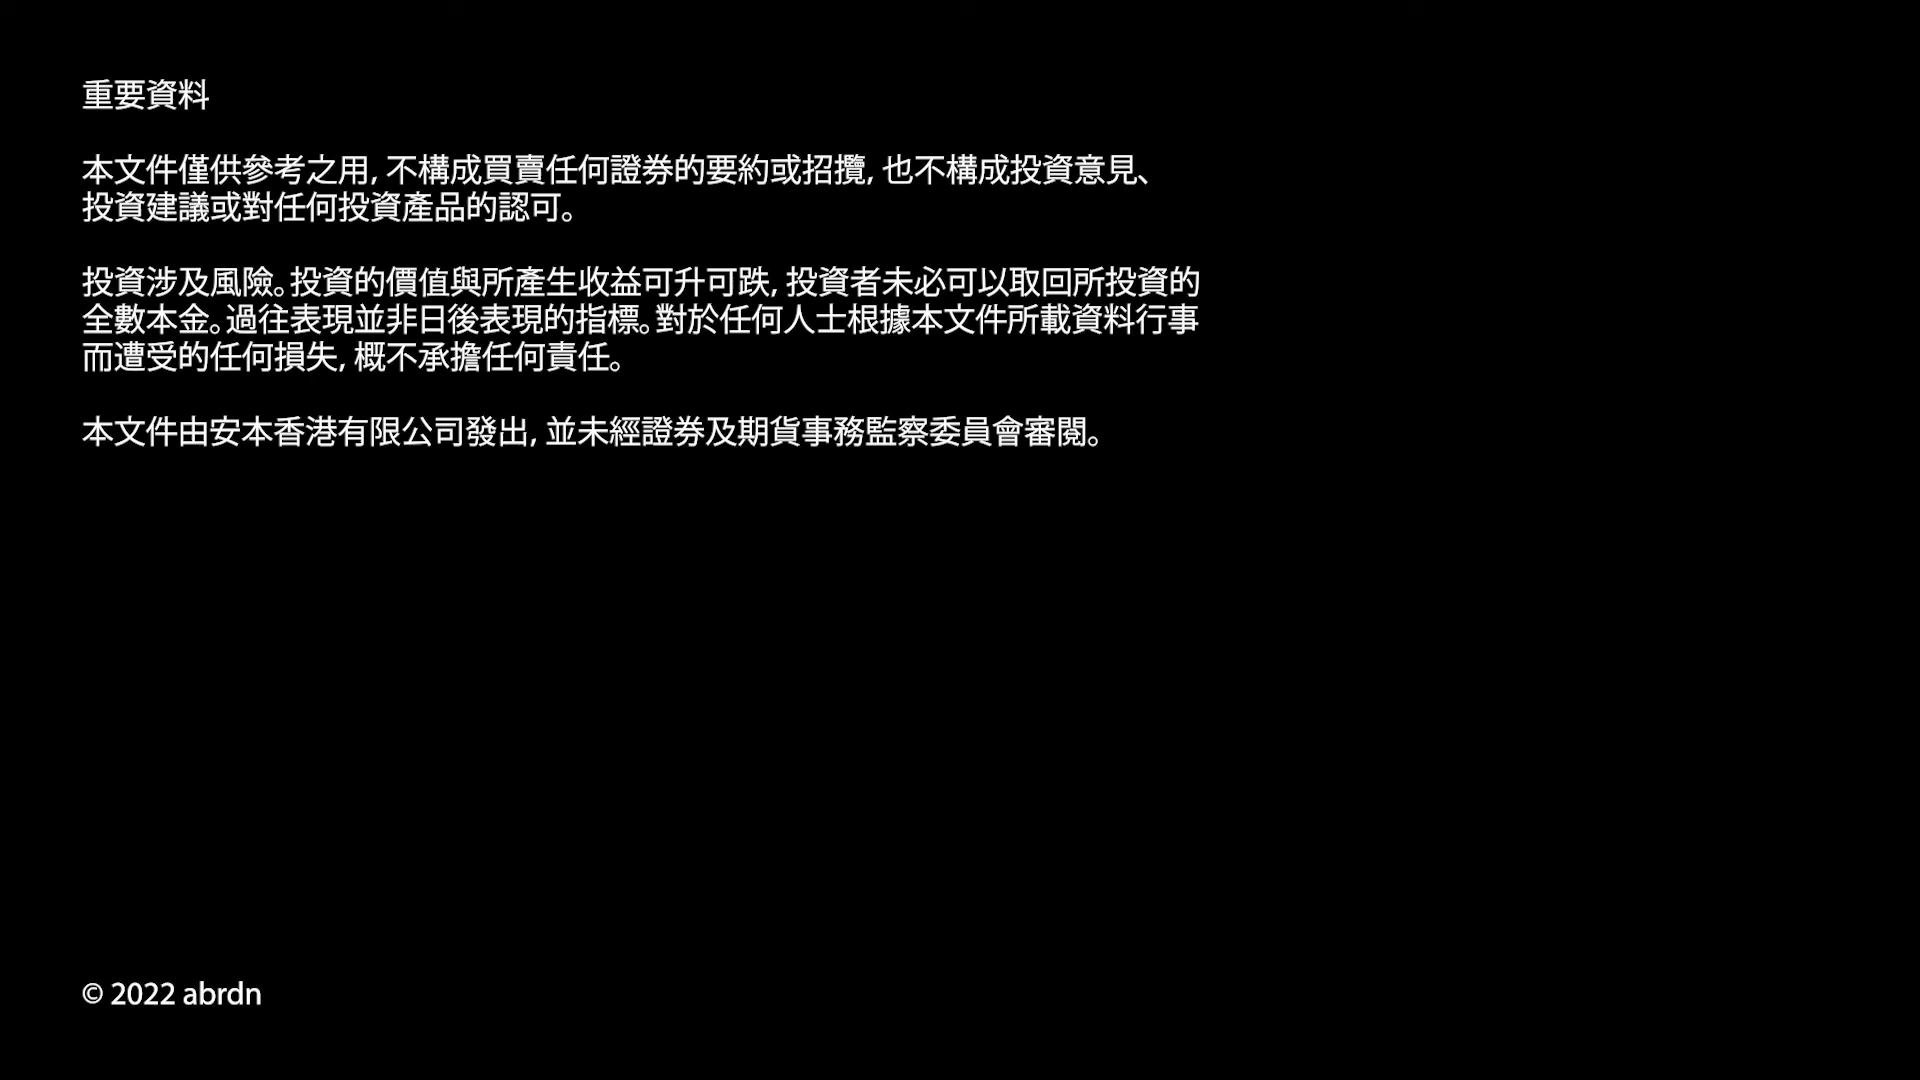 重要資料
本文件僅供參考之用, 不構成買賣任何證券的要約或招攬, 也不構成投資意見、
投資建議或對任何投資產品的認可。
投資涉及風險。投資的價值與所產生收益可升可跌, 投資者未必可以取回所投資的
全數本金。過往表現並非日後表現的指標。對於任何人士根據本文件所載資料行事
而遭受的任何損失, 概不承擔任何責任。
本文件由安本香港有限公司發出, 並未經證券及期貨事務監察委員會審閱。
© 2022 abrdn